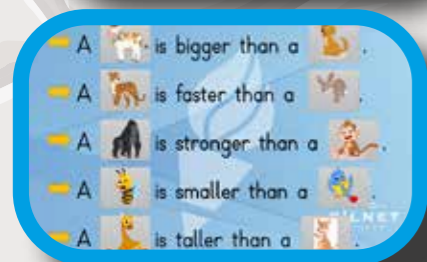 A is bigger than a .
A is faster than a .
A is stronger than a .
A is smaller than a .
A is taller than a .